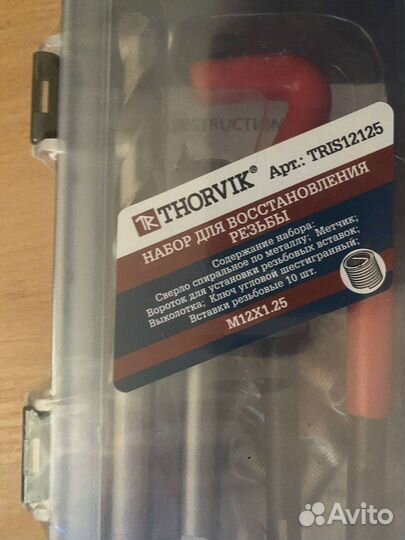 INSTRUCTION
THORVIK® Арт.: TRIS12125
НАБОР ДЛЯ ВОССТАНОВЛЕНИЯ
РЕЗЬБЫ
Содержание набора:
Сверло спиральное по металлу; Метчик;
Вороток для установки резьбовых вставок;
Выколотка; Ключ угловой шестигранный;
Вставки резьбовые 10 шт.
M12X1.25
Avito